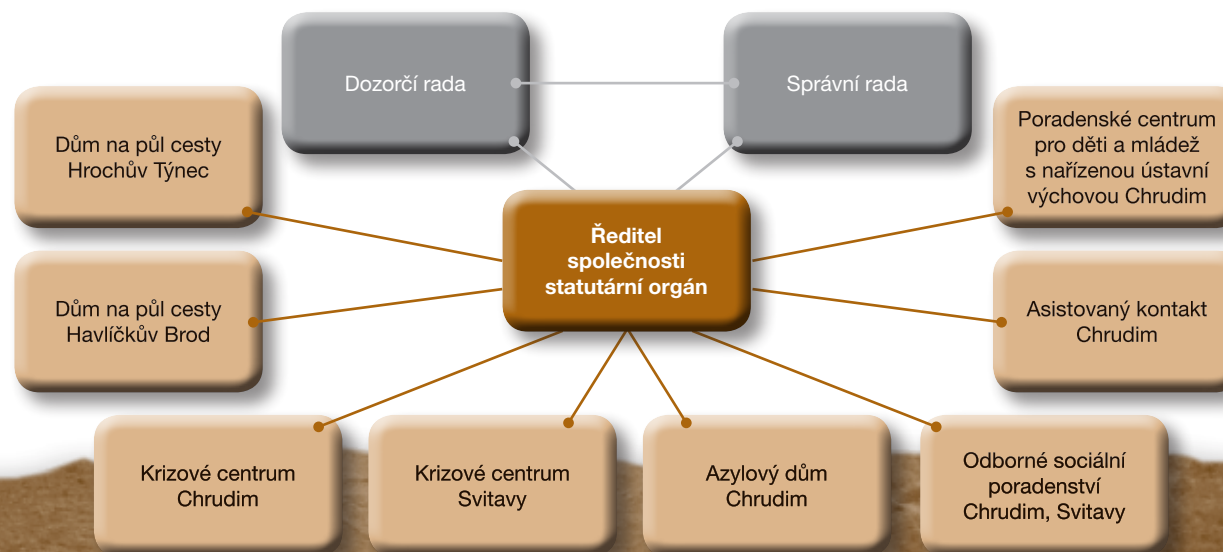 Dozorčí rada
Správní rada
Dům na půl cesty
Hrochův Týnec
Poradenské centrum
pro děti a mládež
s nařízenou ústavní
výchovou Chrudim
Ředitel
společnosti
statutární orgán
Dům na půl cesty
Havlíčkův Brod
Asistovaný kontakt
Chrudim
Krizové centrum
Chrudim
Krizové centrum
Svitavy
Azylový dům
Chrudim
Odborné sociální
poradenství
Chrudim, Svitavy